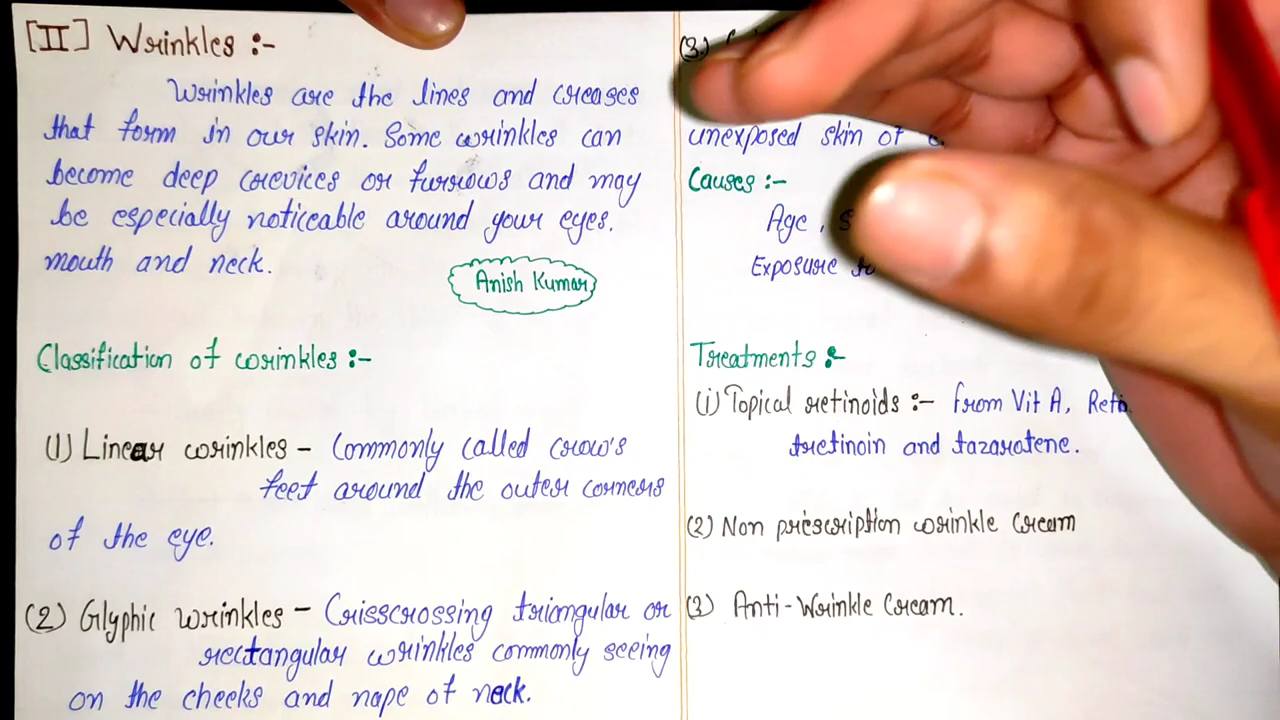 [II] Wrinkles :-
Wrinkles are the lines and creases
that form in our skin. Some wrinkles can
become deep crevices or furrows and may
be especially noticeable around your eyes.
mouth and neck.
Anish Kumar
Classification of wrinkles :-
(1) Linear wrinkles - Commonly called crow's
feet around the outer corners
of the eye.
(2) Glyphic wrinkles - Crisscrossing triangular or
rectangular wrinkles commonly seeing
on the cheeks and nape of neck.
(3.)
unexposed skin of
Causes :-
Age ,
Exposure
Treatments :-
(i) Topical retinoids :- from Vit A,
tretinoin and tazarotene.
(2) Non prescription wrinkle Cream
(3) Anti-Wrinkle Cream.